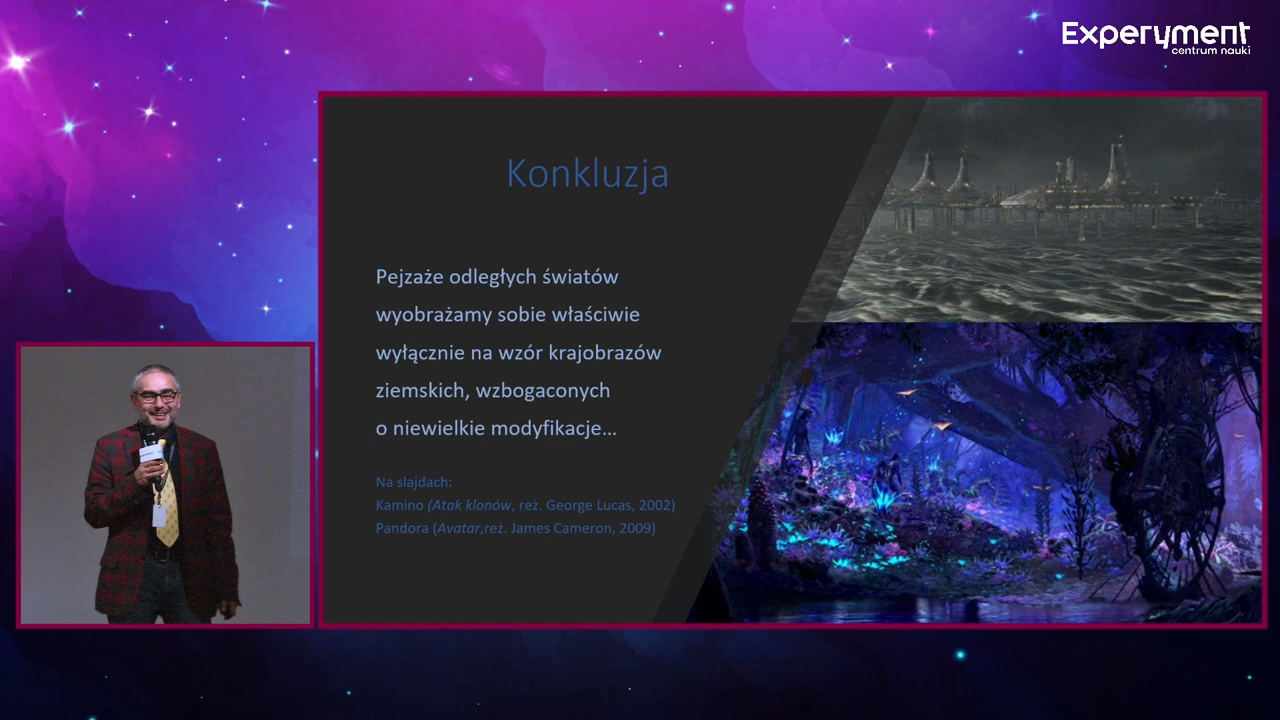 Experyment
centrum nauki
Konkluzja
Pejzaże odległych światów
wyobrażamy sobie właściwie
wyłącznie na wzór krajobrazów
ziemskich, wzbogaconych
o niewielkie modyfikacje...
Na slajdach:
Kamino (Atak klonów, reż. George Lucas, 2002)
Pandora (Avatar,reż. James Cameron, 2009)